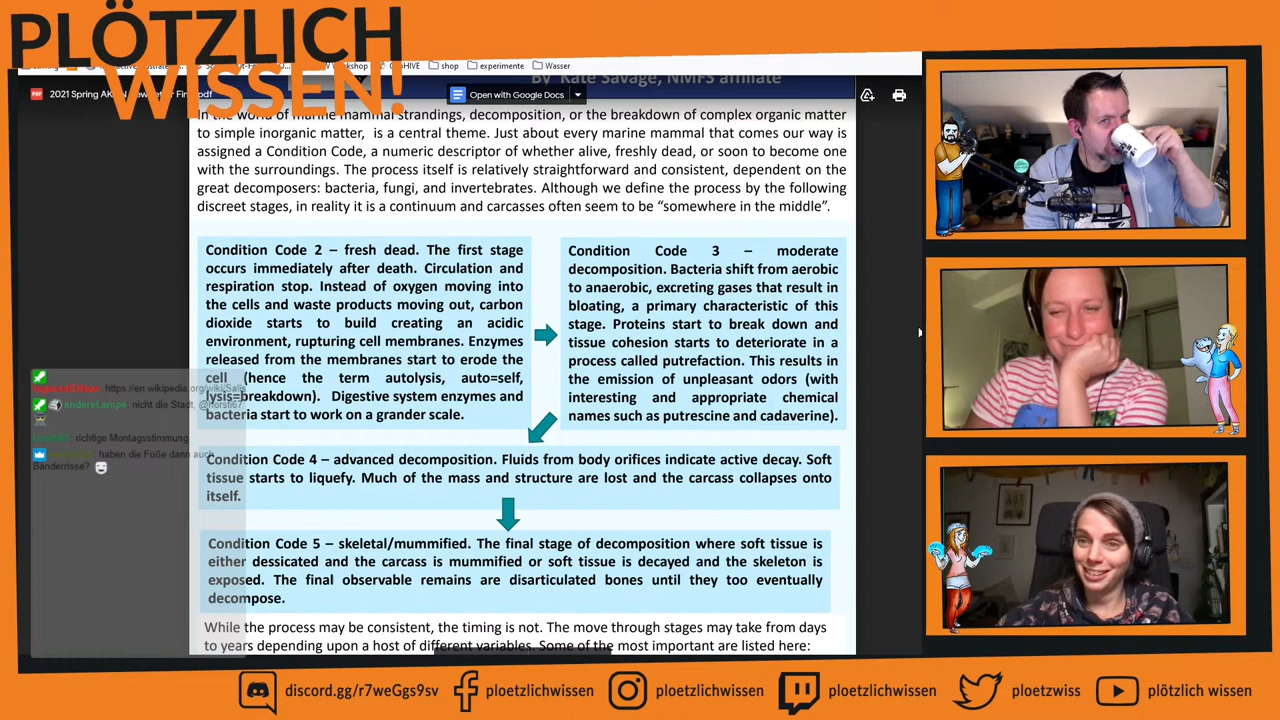 PLÖTZLICH
WISSEN!
shop
experimente
Wasser
By Kate Savage, NMFS affiliate
PDF
2021 Spring
Open with Google Docs
In the world of marine mammal strandings, decomposition, or the breakdown of complex organic matter
to simple inorganic matter, is a central theme. Just about every marine mammal that comes our way is
assigned a Condition Code, a numeric descriptor of whether alive, freshly dead, or soon to become one
with the surroundings. The process itself is relatively straightforward and consistent, dependent on the
great decomposers: bacteria, fungi, and invertebrates. Although we define the process by the following
discreet stages, in reality it is a continuum and carcasses often seem to be “somewhere in the middle”.
Condition Code 2 – fresh dead. The first stage
occurs immediately after death. Circulation and
respiration stop. Instead of oxygen moving into
the cells and waste products moving out, carbon
dioxide starts to build creating an acidic
environment, rupturing cell membranes. Enzymes
released from the membranes start to erode the
cell (hence the term autolysis, auto=self,
lysis=breakdown). Digestive system enzymes and
bacteria start to work on a grander scale.
Condition Code 3 – moderate
decomposition. Bacteria shift from aerobic
to anaerobic, excreting gases that result in
bloating, a primary characteristic of this
stage. Proteins start to break down and
tissue cohesion starts to deteriorate in a
process called putrefaction. This results in
the emission of unpleasant odors (with
interesting and appropriate chemical
names such as putrescine and cadaverine).
Condition Code 4 – advanced decomposition. Fluids from body orifices indicate active decay. Soft
tissue starts to liquefy. Much of the mass and structure are lost and the carcass collapses onto
itself.
Condition Code 5 – skeletal/mummified. The final stage of decomposition where soft tissue is
either dessicated and the carcass is mummified or soft tissue is decayed and the skeleton is
exposed. The final observable remains are disarticulated bones until they too eventually
decompose.
While the process may be consistent, the timing is not. The move through stages may take from days
to years depending upon a host of different variables. Some of the most important are listed here:
https://en.wikipedia.org/wiki/Salis
andereLampe: nicht die Stadt, @horsti67
richtige Montagsstimmung
haben die Fuße dann auch
Bänderrisse?
discord.gg/r7weGgs9sv
ploetzlichwissen
ploetzlichwissen
ploetzlichwissen
ploetzwiss
plötzlich wissen